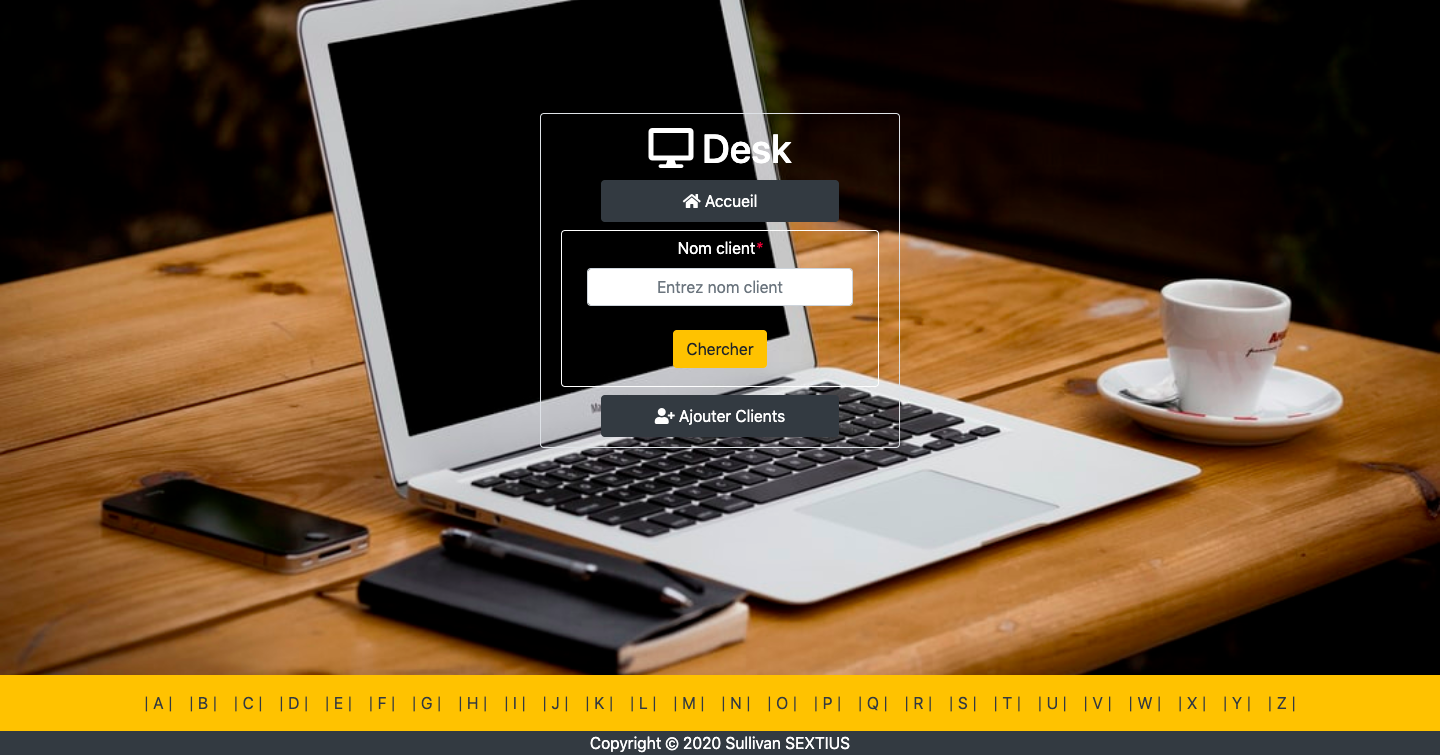 Desk
Accueil
Nom client*
Entrez nom client
Chercher
Ajouter Clients
| A | | B | | C | | D | | E | | F | | G | | H | | I | | J | | K | | L | | M | | N | | O | | P | | Q | | R | | S | | T | | U | | V | | W | | X | | Y | | Z |
Copyright © 2020 Sullivan SEXTIUS